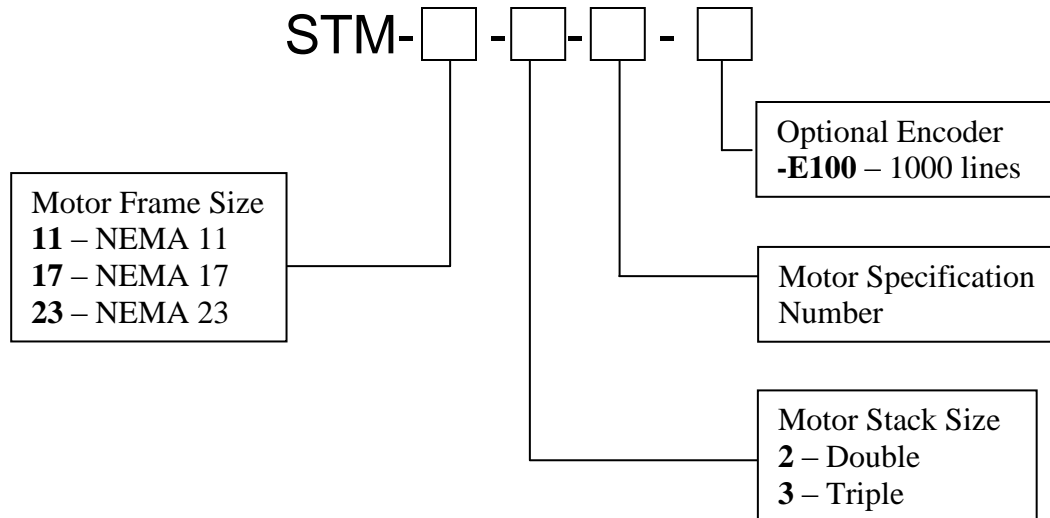 STM- - - -
Optional Encoder
-E100 – 1000 lines
Motor Frame Size
11 – NEMA 11
17 – NEMA 17
23 – NEMA 23
Motor Specification
Number
Motor Stack Size
2 – Double
3 – Triple